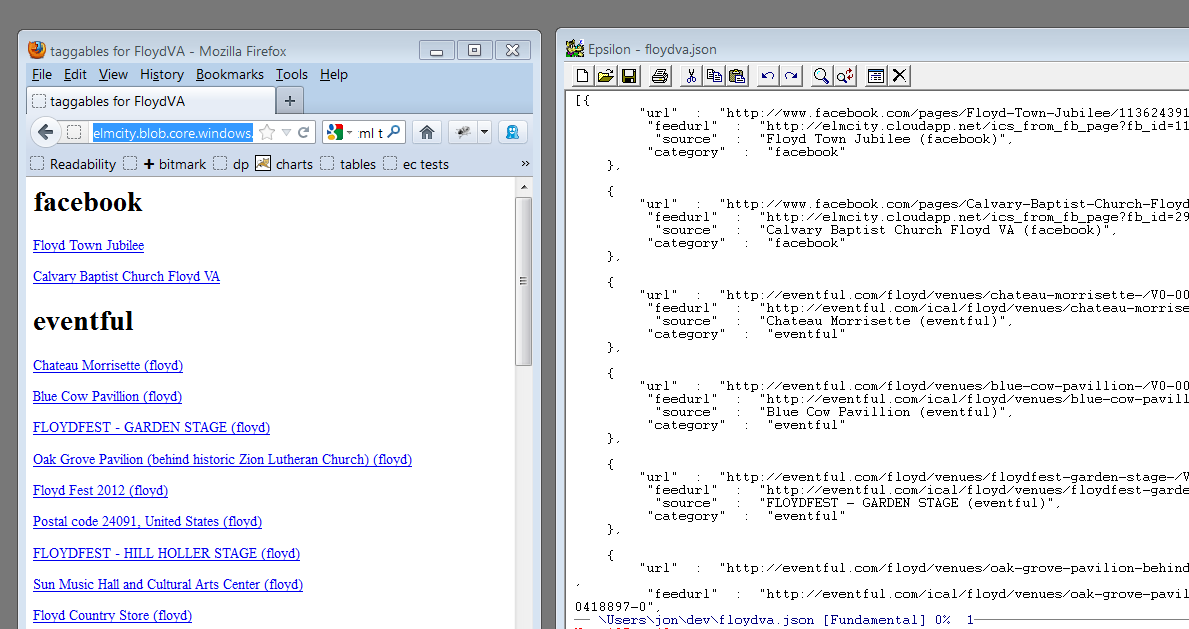 taggables for FloydVA - Mozilla Firefox
File Edit View History Bookmarks Tools Help
taggables for FloydVA
elmcity.blob.core.windows.
.ml t
Readability + bitmark dp charts tables ec tests »
facebook
Floyd Town Jubilee
Calvary Baptist Church Floyd VA
eventful
Chateau Morrisette (floyd)
Blue Cow Pavillion (floyd)
FLOYDFEST - GARDEN STAGE (floyd)
Oak Grove Pavilion (behind historic Zion Lutheran Church) (floyd)
Floyd Fest 2012 (floyd)
Postal code 24091, United States (floyd)
FLOYDFEST - HILL HOLLER STAGE (floyd)
Sun Music Hall and Cultural Arts Center (floyd)
Floyd Country Store (floyd)
Epsilon - floydva.json
[{
"url" : "http://www.facebook.com/pages/Floyd-Town-Jubilee/113624391
"feedurl" : "http://elmcity.cloudapp.net/ics_from_fb_page?fb_id=11
"source" : "Floyd Town Jubilee (facebook)",
"category" : "facebook"
},
{
"url" : "http://www.facebook.com/pages/Calvary-Baptist-Church-Floyd
"feedurl" : "http://elmcity.cloudapp.net/ics_from_fb_page?fb_id=29
"source" : "Calvary Baptist Church Floyd VA (facebook)",
"category" : "facebook"
},
{
"url" : "http://eventful.com/floyd/venues/chateau-morrisette-/V0-00
"feedurl" : "http://eventful.com/ical/floyd/venues/chateau-morrise
"source" : "Chateau Morrisette (eventful)",
"category" : "eventful"
},
{
"url" : "http://eventful.com/floyd/venues/blue-cow-pavillion-/V0-00
"feedurl" : "http://eventful.com/ical/floyd/venues/blue-cow-pavill
"source" : "Blue Cow Pavillion (eventful)",
"category" : "eventful"
},
{
"url" : "http://eventful.com/floyd/venues/floydfest-garden-stage-/V
"feedurl" : "http://eventful.com/ical/floyd/venues/floydfest-garde
"source" : "FLOYDFEST - GARDEN STAGE (eventful)",
"category" : "eventful"
},
{
"url" : "http://eventful.com/floyd/venues/oak-grove-pavilion-behind
,
"feedurl" : "http://eventful.com/ical/floyd/venues/oak-grove-pavil
0418897-0",
\Users\jon\dev\floydva.json [Fundamental] 0% 1